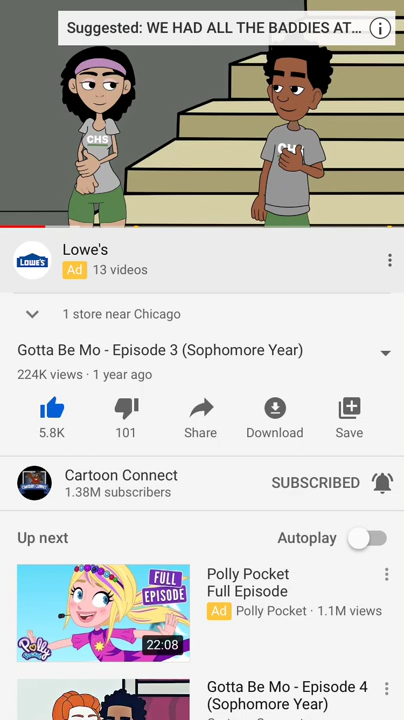 Suggested: WE HAD ALL THE BADDIES AT...
CHS
CHS
LOWE'S
Lowe's
Ad 13 videos
1 store near Chicago
Gotta Be Mo - Episode 3 (Sophomore Year)
224K views · 1 year ago
5.8K
101
Share
Download
Save
Cartoon Connect
1.38M subscribers
SUBSCRIBED
Up next
Autoplay
FULL
EPISODE
Polly
22:08
Polly Pocket
Full Episode
Ad Polly Pocket · 1.1M views
Gotta Be Mo - Episode 4
(Sophomore Year)